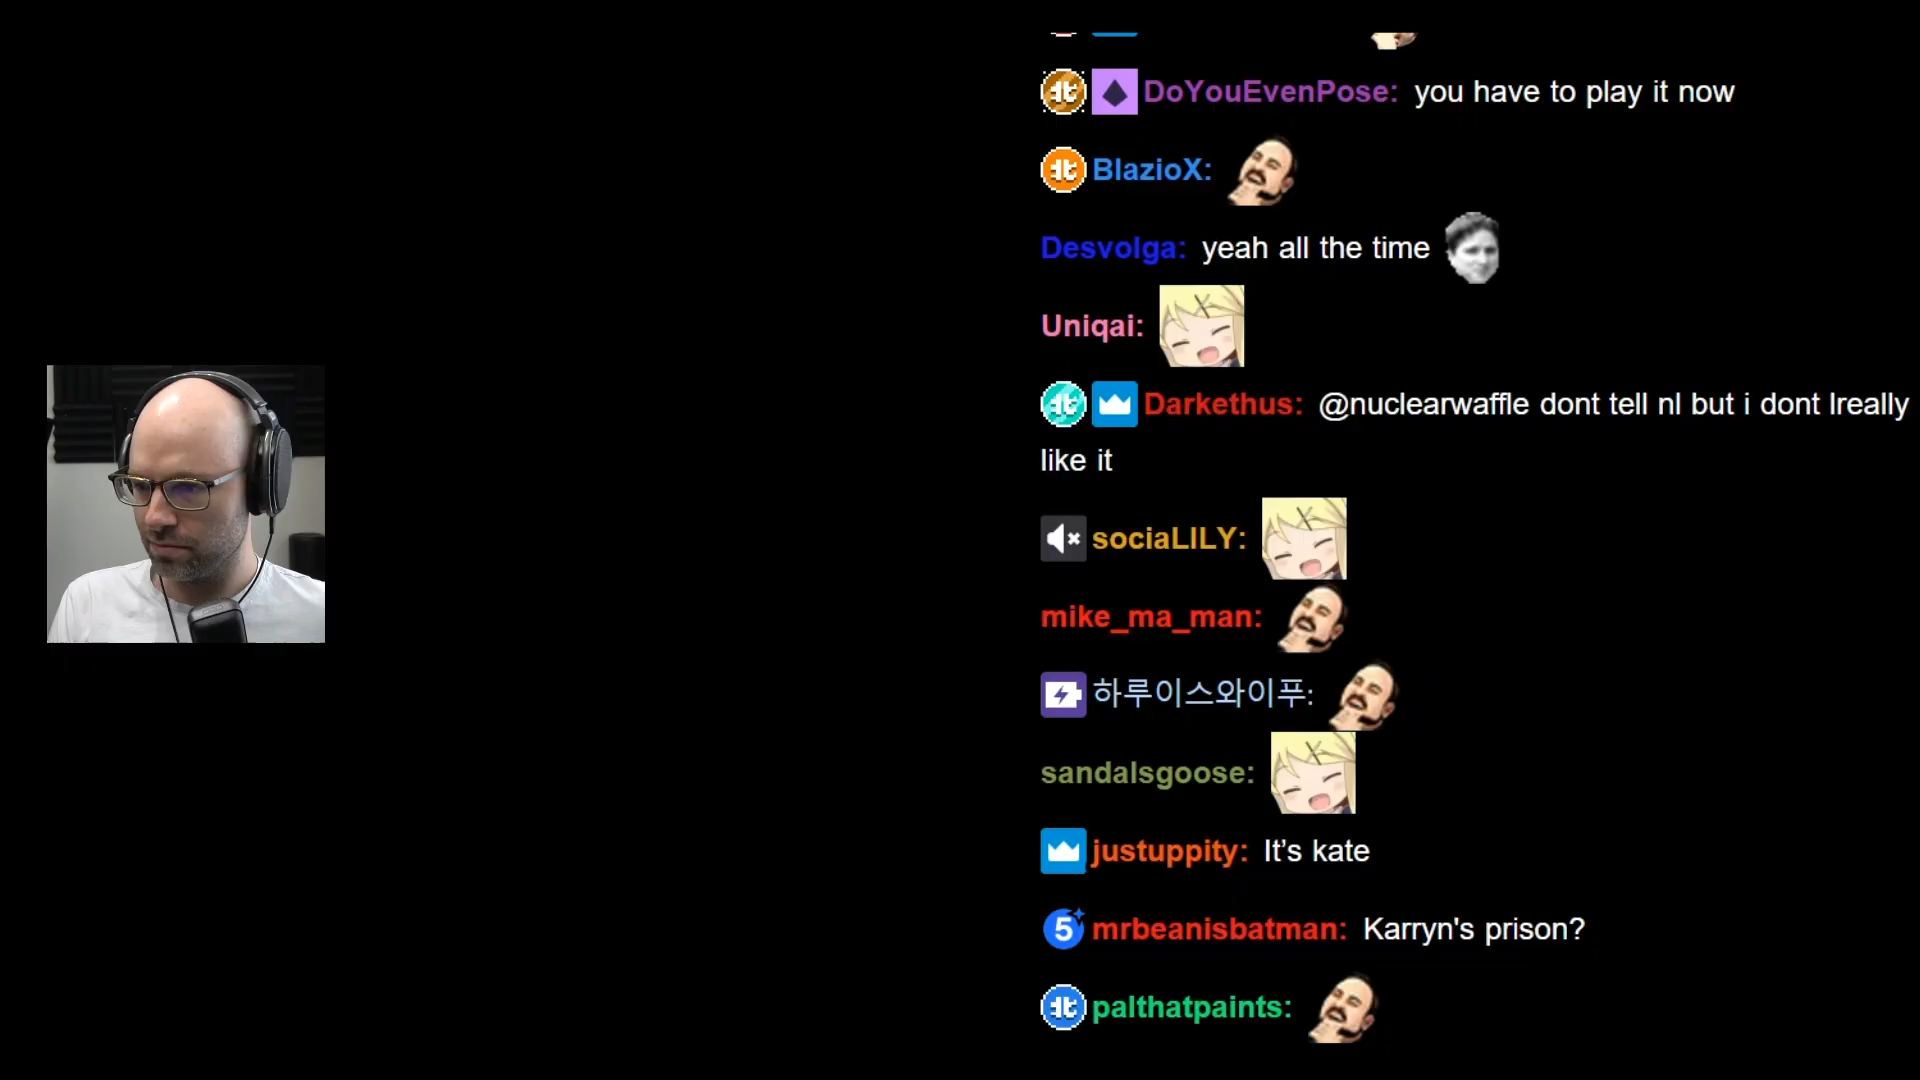 DoYouEvenPose: you have to play it now
BlazioX:
Desvolga: yeah all the time
Uniqai:
Darkethus: @nuclearwaffle dont tell nl but i dont lreally
like it
sociaLILY:
mike_ma_man:
하루이스와이푸:
sandalsgoose:
justuppity: It’s kate
5 mrbeanisbatman: Karryn's prison?
palthatpaints: